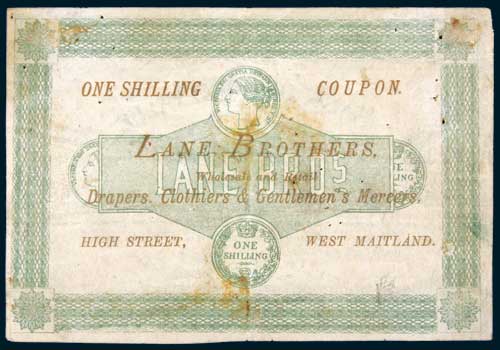 ONE SHILLING COUPON.
LANE BROTHERS,
LANE BROS
Wholesale and Retail
Drapers, Clothiers & Gentlemen's Mercers,
HIGH STREET, WEST MAITLAND.
ONE
SHILLING